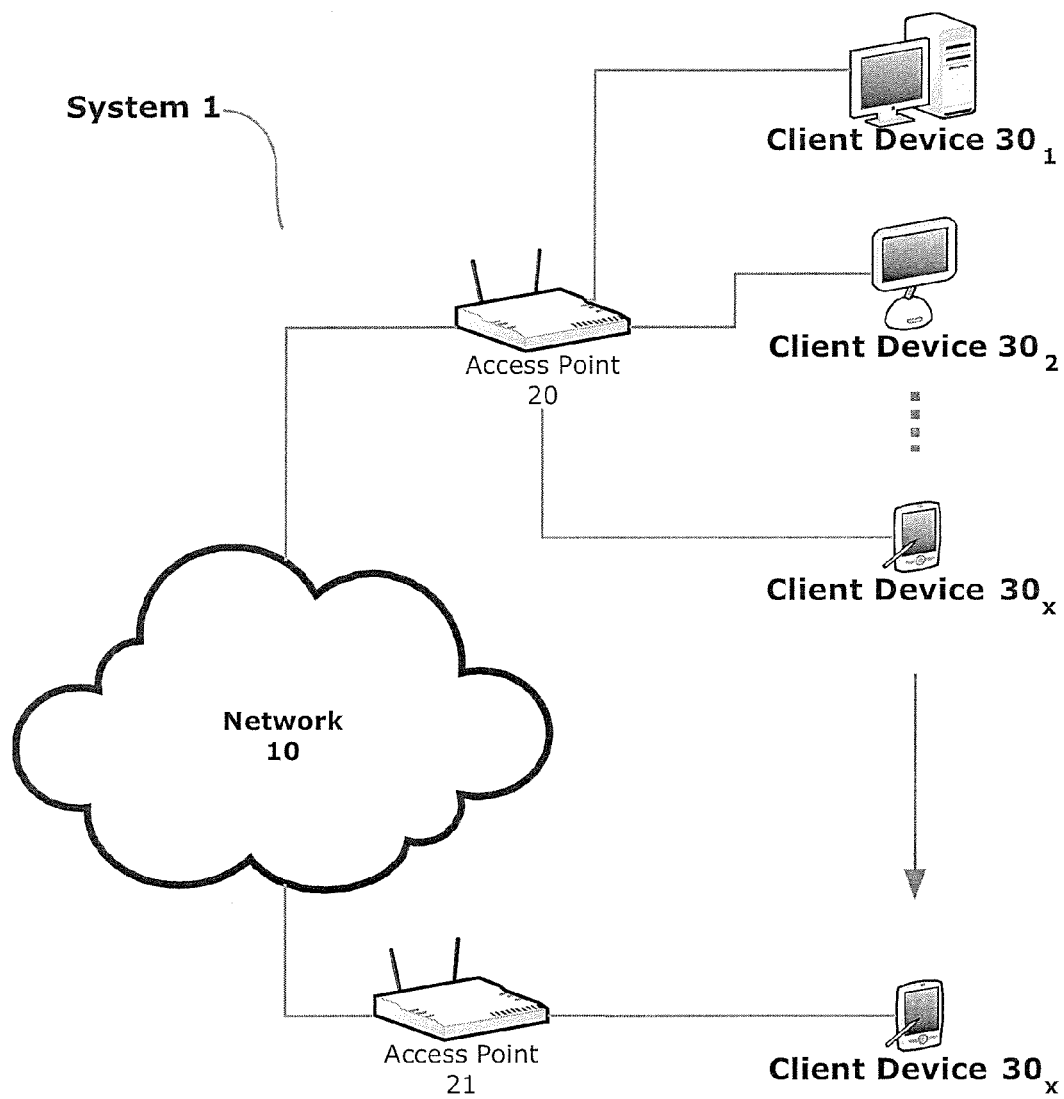 System 1
Client Device 30 1
Client Device 30 2
Access Point
20
Client Device 30 x
Network
10
Access Point
21
Client Device 30 x